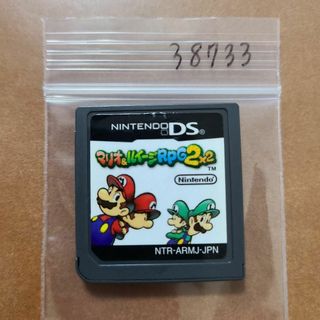 38733
NINTENDO DS
マリオ&ルイージRPG2x2
TM
Nintendo
NTR-ARMJ-JPN